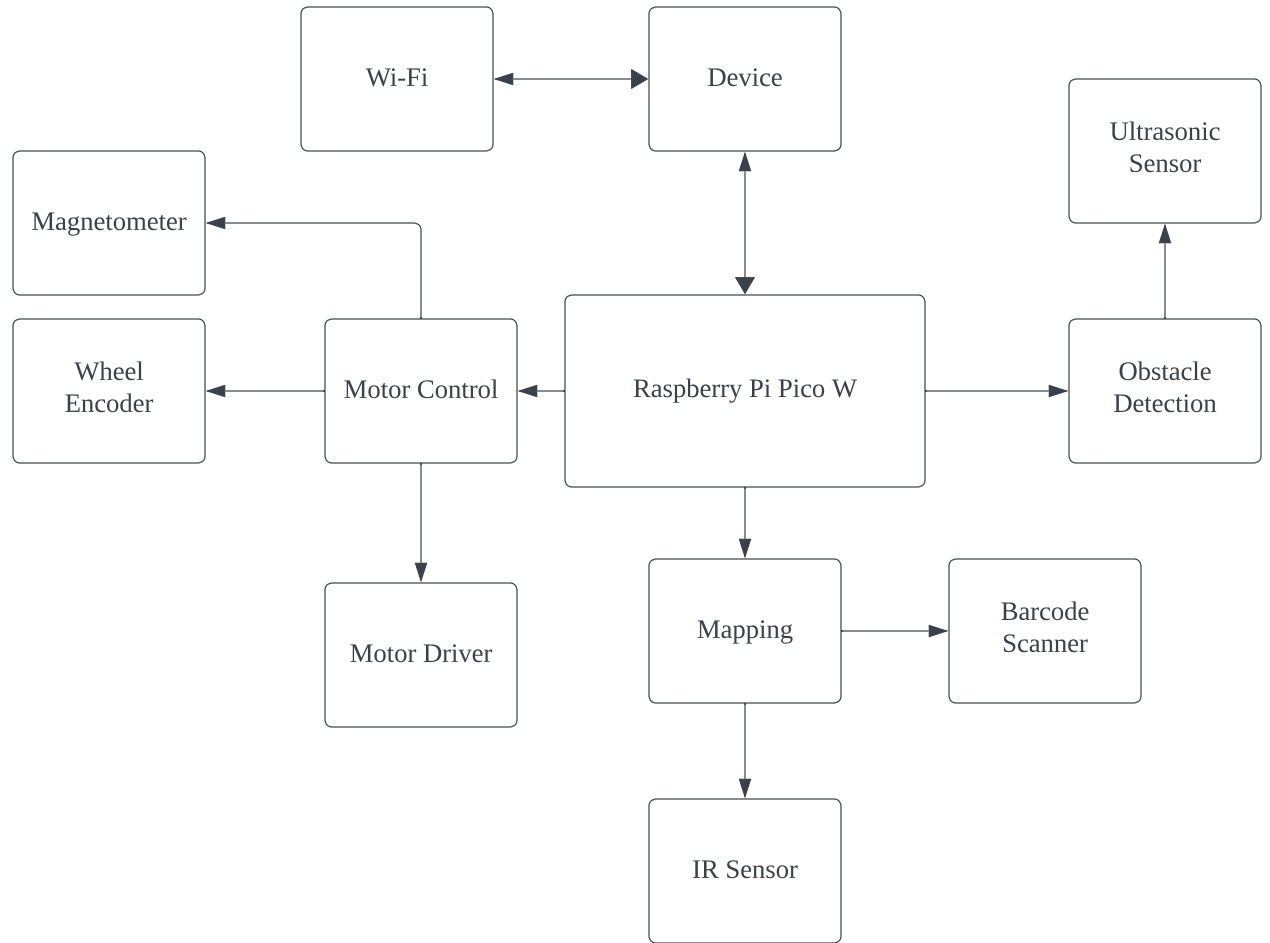 Wi-Fi
Device
Ultrasonic
Sensor
Magnetometer
Wheel
Encoder
Motor Control
Raspberry Pi Pico W
Obstacle
Detection
Motor Driver
Mapping
Barcode
Scanner
IR Sensor